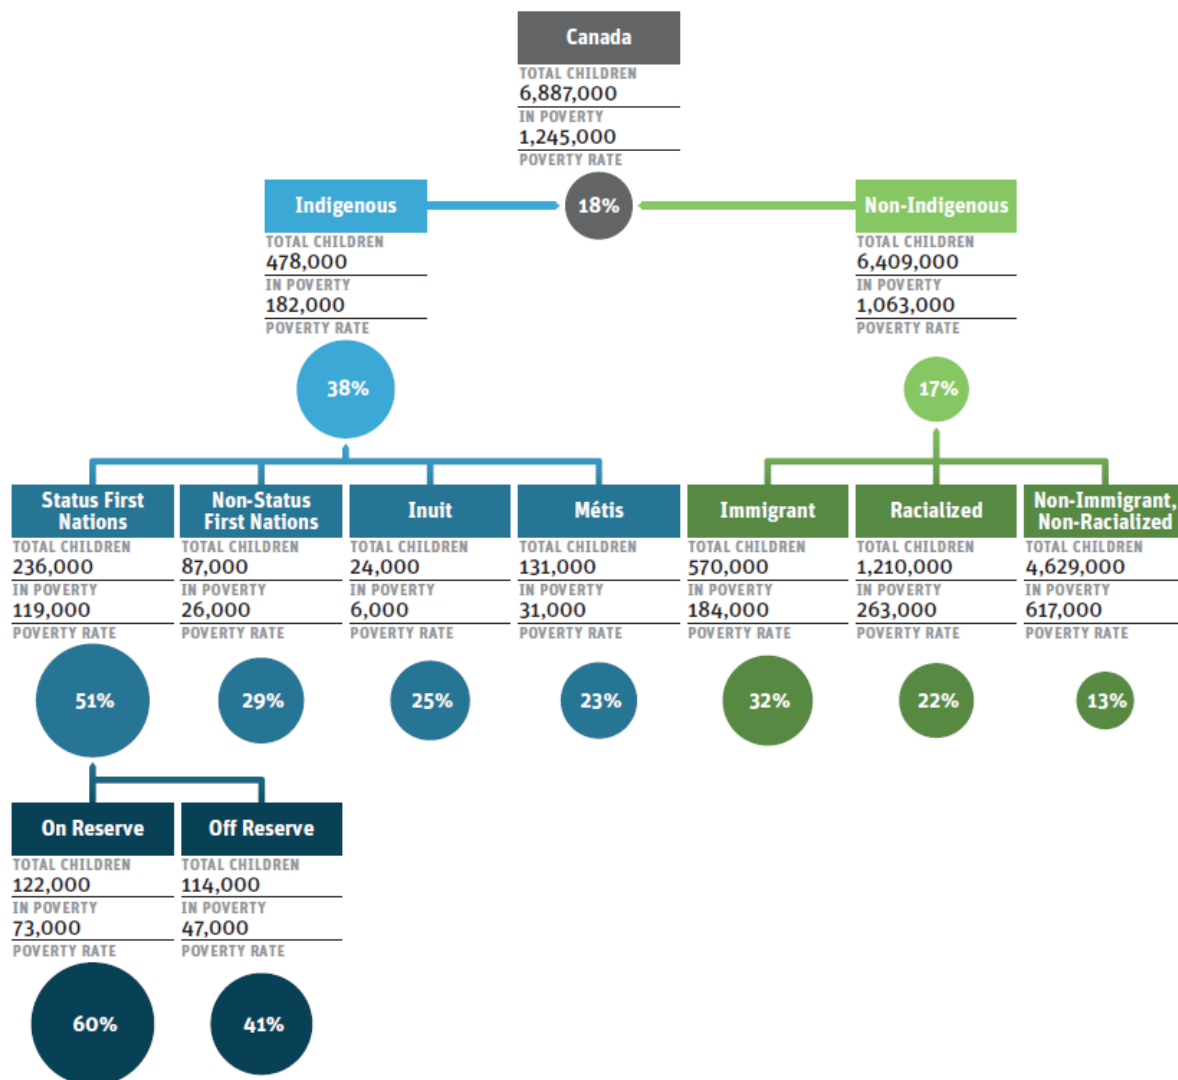 Canada
TOTAL CHILDREN
6,887,000
IN POVERTY
1,245,000
POVERTY RATE
18%
Indigenous
TOTAL CHILDREN
478,000
IN POVERTY
182,000
POVERTY RATE
38%
Non-Indigenous
TOTAL CHILDREN
6,409,000
IN POVERTY
1,063,000
POVERTY RATE
17%
Status First
Nations
TOTAL CHILDREN
236,000
IN POVERTY
119,000
POVERTY RATE
51%
Non-Status
First Nations
TOTAL CHILDREN
87,000
IN POVERTY
26,000
POVERTY RATE
29%
Inuit
TOTAL CHILDREN
24,000
IN POVERTY
6,000
POVERTY RATE
25%
Métis
TOTAL CHILDREN
131,000
IN POVERTY
31,000
POVERTY RATE
23%
Immigrant
TOTAL CHILDREN
570,000
IN POVERTY
184,000
POVERTY RATE
32%
Racialized
TOTAL CHILDREN
1,210,000
IN POVERTY
263,000
POVERTY RATE
22%
Non-Immigrant,
Non-Racialized
TOTAL CHILDREN
4,629,000
IN POVERTY
617,000
POVERTY RATE
13%
On Reserve
TOTAL CHILDREN
122,000
IN POVERTY
73,000
POVERTY RATE
60%
Off Reserve
TOTAL CHILDREN
114,000
IN POVERTY
47,000
POVERTY RATE
41%